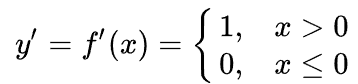 y′ = f′(x) = { 1, x > 0
0, x ≤ 0